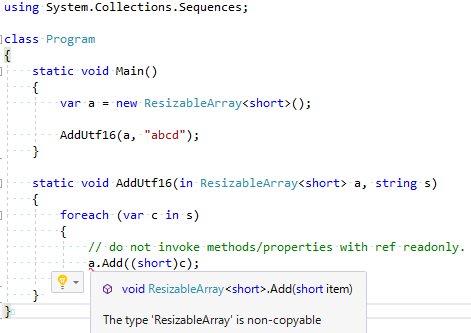 using System.Collections.Sequences;
class Program
{
static void Main()
{
var a = new ResizableArray<short>();
AddUtf16(a, "abcd");
}
static void AddUtf16(in ResizableArray<short> a, string s)
{
foreach (var c in s)
{
// do not invoke methods/properties with ref readonly.
a.Add((short)c);
void ResizableArray<short>.Add(short item)
The type 'ResizableArray' is non-copyable
}
}